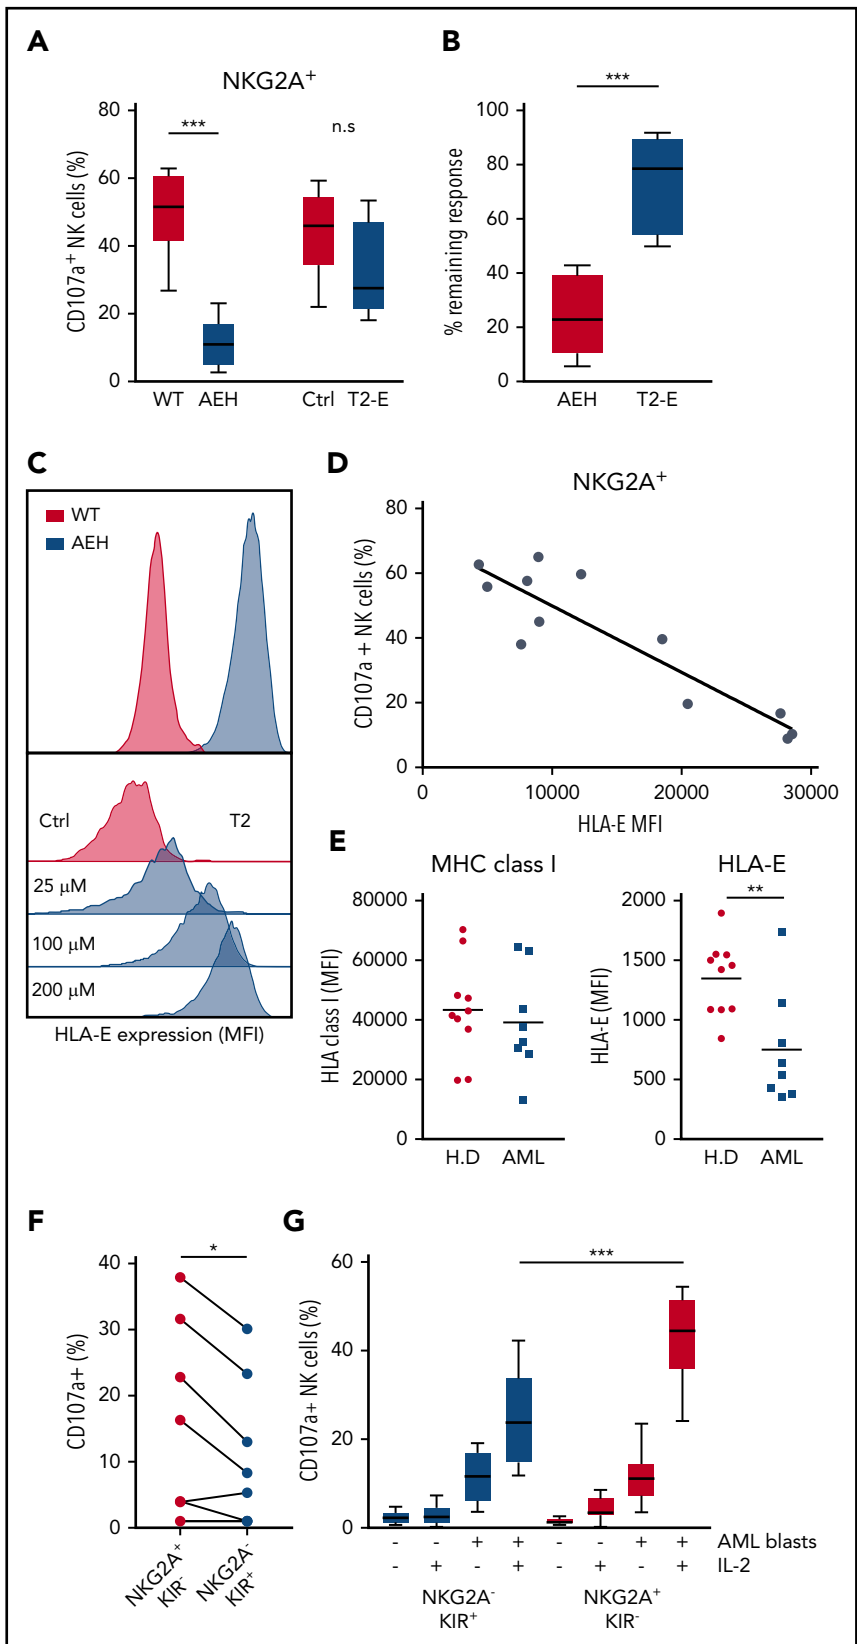 A
NKG2A+
CD107a+ NK cells (%)
80
60
40
20
0
***
n.s
WT AEH Ctrl T2-E
B
% remaining response
100
80
60
40
20
0
***
AEH T2-E
C
WT
AEH
Ctrl T2
25 μM
100 μM
200 μM
HLA-E expression (MFI)
D
NKG2A+
CD107a + NK cells (%)
80
60
40
20
0
0 10000 20000 30000
HLA-E MFI
E
MHC class I
HLA class I (MFI)
80000
60000
40000
20000
0
H.D AML
HLA-E
HLA-E (MFI)
2000
1500
1000
500
0
**
H.D AML
F
CD107a+ (%)
40
30
20
10
0
*
NKG2A+
KIR-
NKG2A-
KIR+
G
CD107a+ NK cells (%)
60
40
20
0
***
- - + + - - + + AML blasts
- + - + - + - + IL-2
NKG2A- NKG2A+
KIR+ KIR-